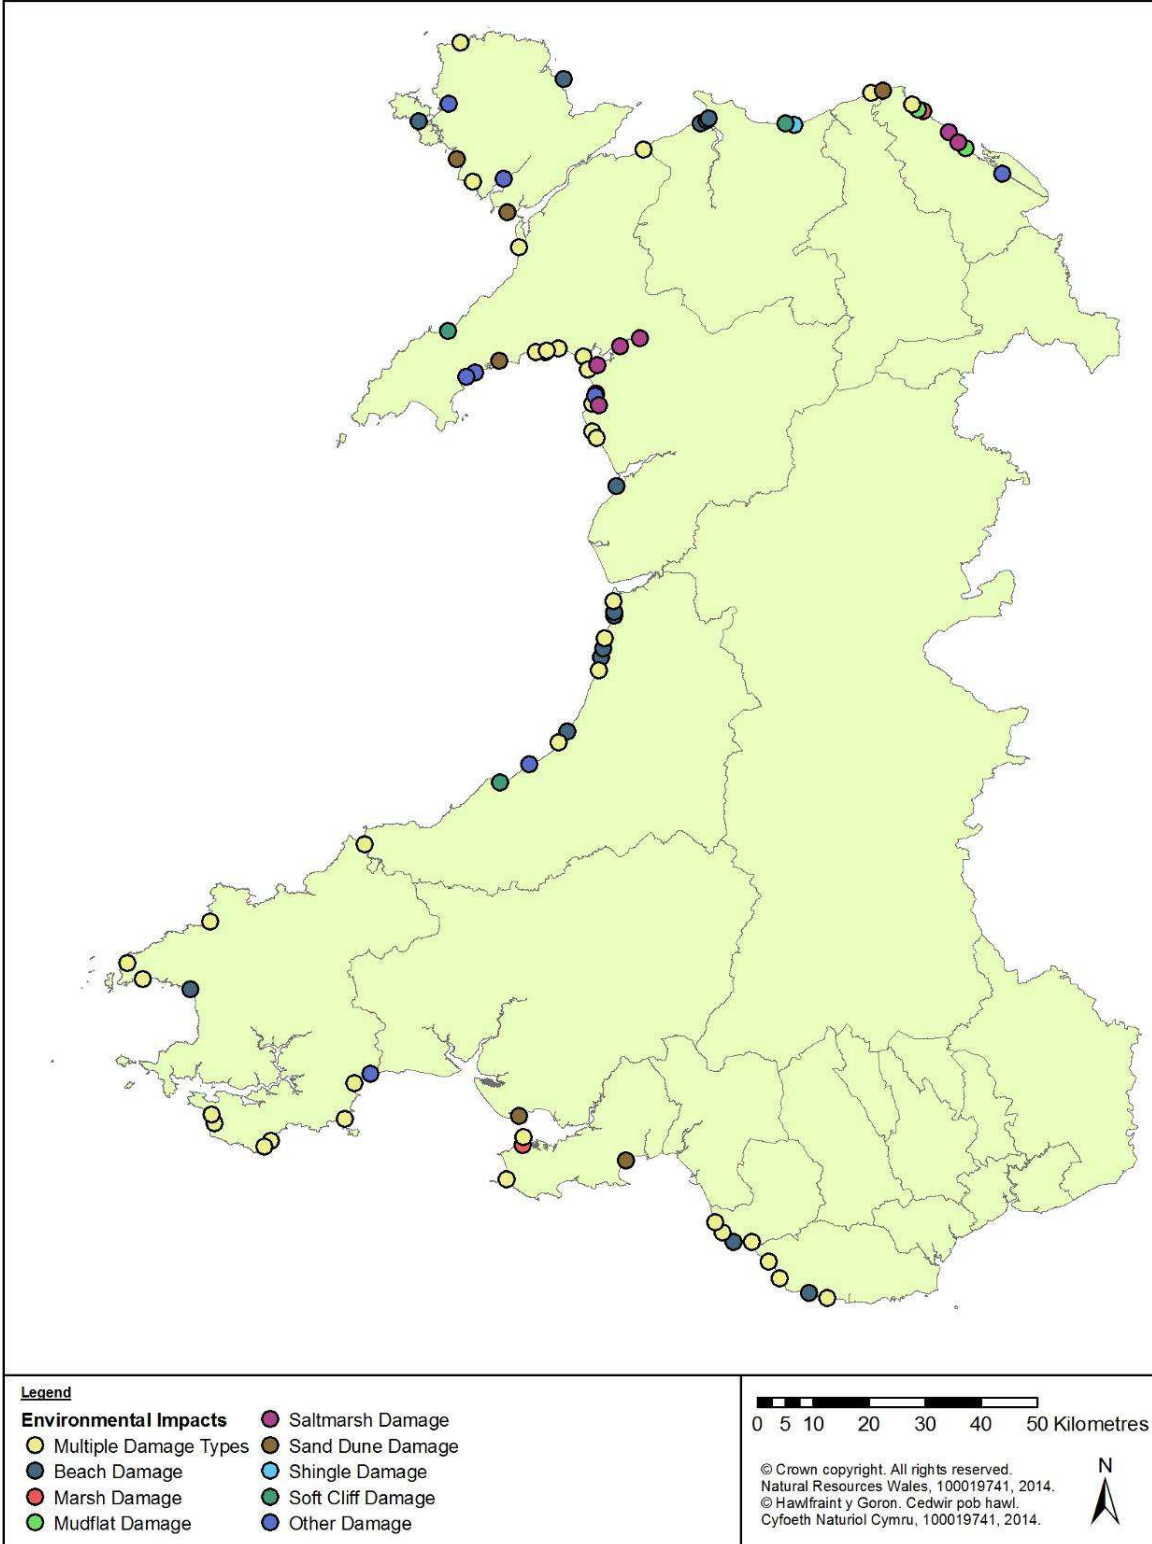 Legend
Environmental Impacts
Multiple Damage Types
Beach Damage
Marsh Damage
Mudflat Damage
Saltmarsh Damage
Sand Dune Damage
Shingle Damage
Soft Cliff Damage
Other Damage
0 5 10 20 30 40 50 Kilometres
© Crown copyright. All rights reserved.
Natural Resources Wales, 100019741, 2014.
© Hawlfraint y Goron. Cedwir pob hawl.
Cyfoeth Naturiol Cymru, 100019741, 2014.
N